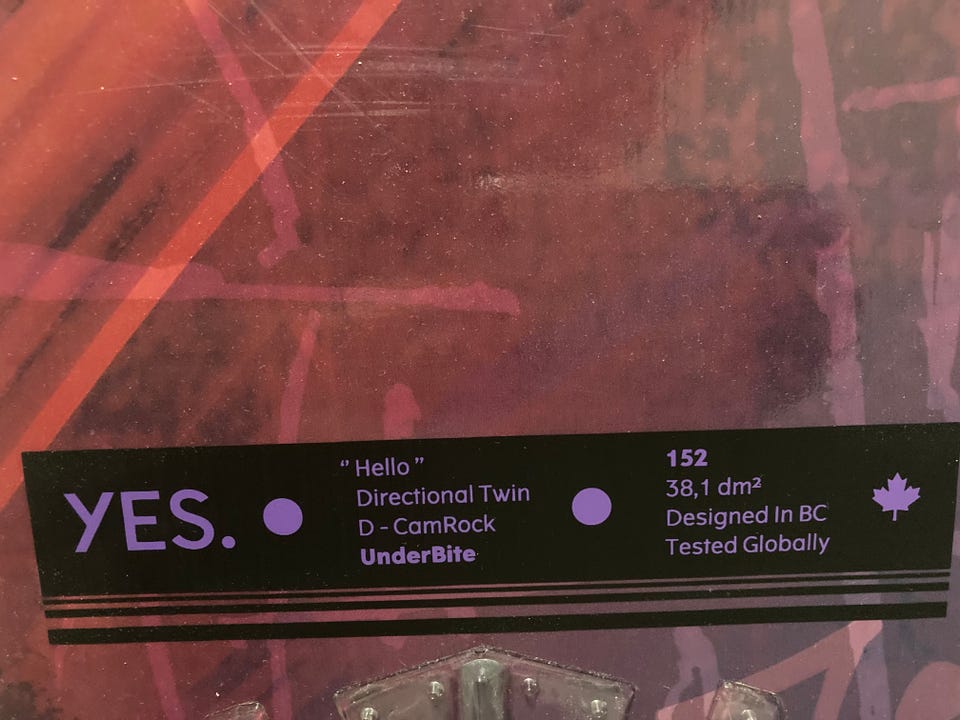 YES.
“ Hello ”
Directional Twin
D - CamRock
UnderBite
152
38,1 dm²
Designed In BC
Tested Globally